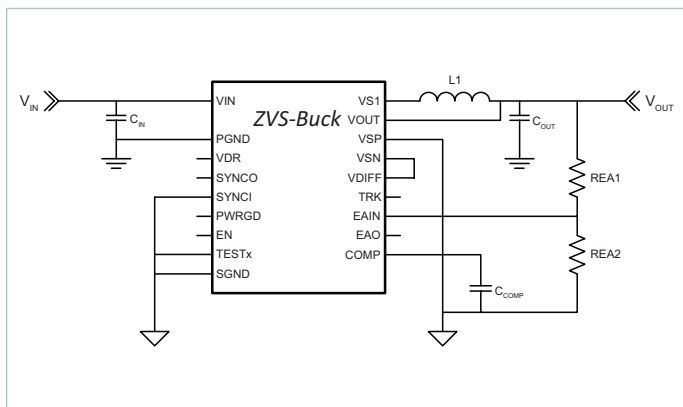 L1
V_IN
VIN
ZVS-Buck
VS1
VOUT
V_OUT
C_IN
C_OUT
PGND
VSP
VDR
VSN
SYNCO
VDIFF
REA1
SYNCI
TRK
PWRGD
EAIN
EN
EAO
TESTx
COMP
REA2
SGND
C_COMP